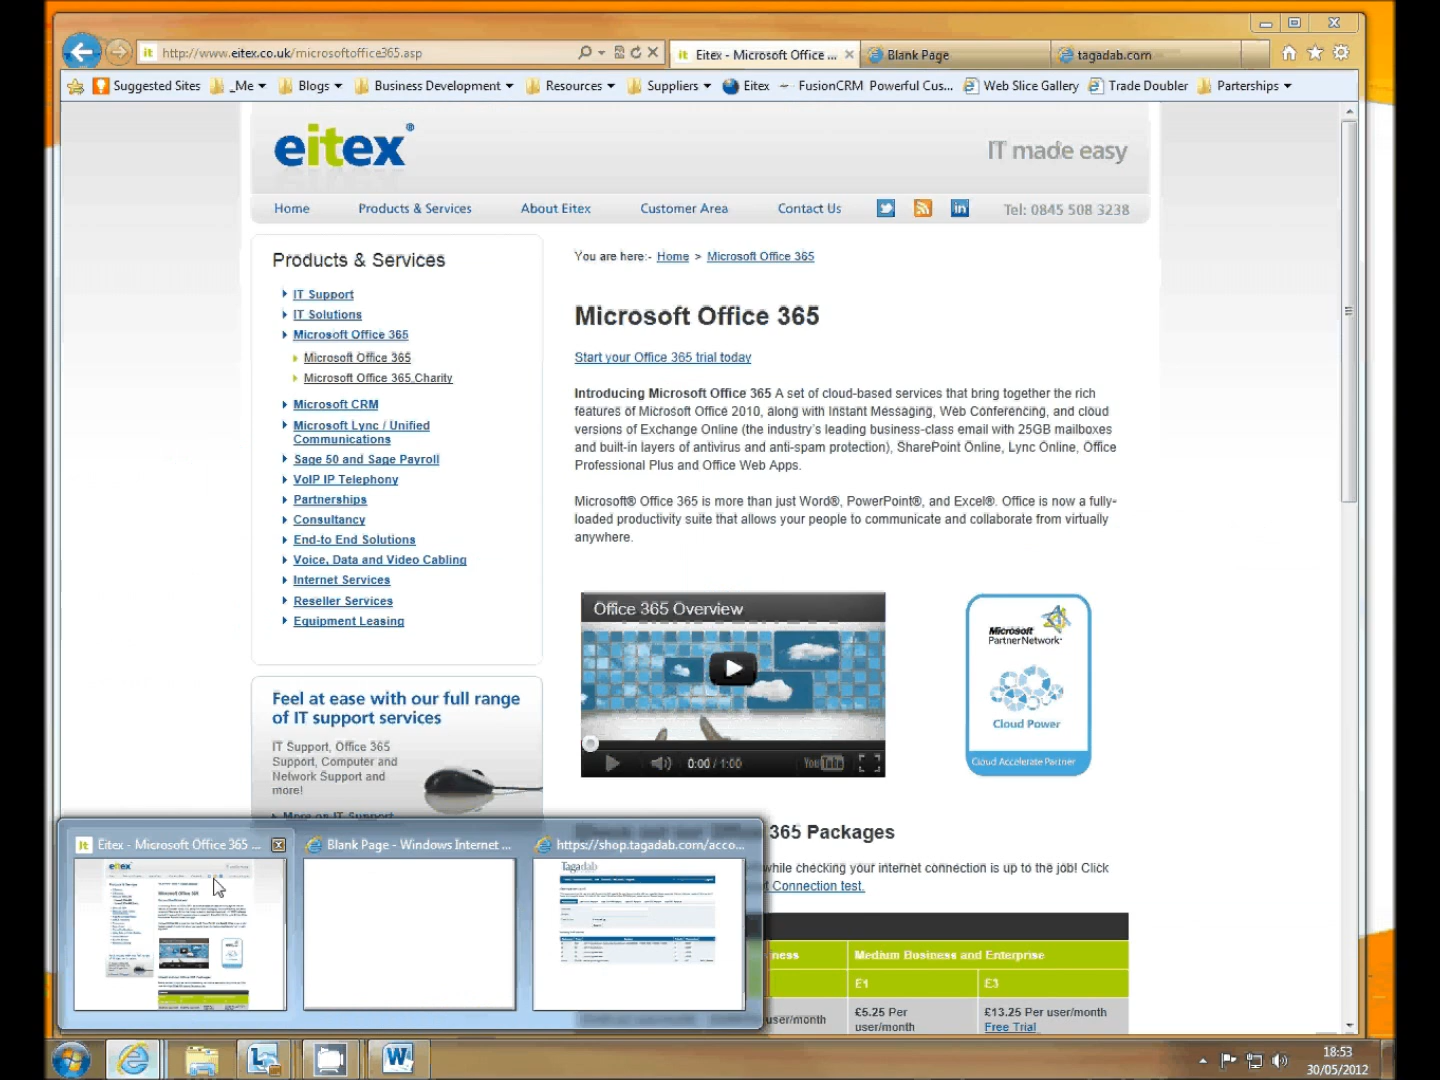 http://www.eitex.co.uk/microsoftoffice365.asp
Eitex - Microsoft Office ...
Blank Page
tagadab.com
Suggested Sites
_Me
Blogs
Business Development
Resources
Suppliers
Eitex
FusionCRM Powerful Cus...
Web Slice Gallery
Trade Doubler
Parterships
eitex®
IT made easy
Home
Products & Services
About Eitex
Customer Area
Contact Us
in
Tel: 0845 508 3238
Products & Services
IT Support
IT Solutions
Microsoft Office 365
Microsoft Office 365
Microsoft Office 365 Charity
Microsoft CRM
Microsoft Lync / Unified
Communications
Sage 50 and Sage Payroll
VoIP IP Telephony
Partnerships
Consultancy
End-to End Solutions
Voice, Data and Video Cabling
Internet Services
Reseller Services
Equipment Leasing
Feel at ease with our full range
of IT support services
IT Support, Office 365
Support, Computer and
Network Support and
more!
More on IT Support
You are here:- Home > Microsoft Office 365
Microsoft Office 365
Start your Office 365 trial today
Introducing Microsoft Office 365 A set of cloud-based services that bring together the rich
features of Microsoft Office 2010, along with Instant Messaging, Web Conferencing, and cloud
versions of Exchange Online (the industry's leading business-class email with 25GB mailboxes
and built-in layers of antivirus and anti-spam protection), SharePoint Online, Lync Online, Office
Professional Plus and Office Web Apps.
Microsoft® Office 365 is more than just Word®, PowerPoint®, and Excel®. Office is now a fully-
loaded productivity suite that allows your people to communicate and collaborate from virtually
anywhere.
Office 365 Overview
0:00 / 1:00
YouTube
Microsoft
Partner Network
Cloud Power
Cloud Accelerate Partner
365 Packages
while checking your internet connection is up to the job! Click
Connection test.
ness
Medium Business and Enterprise
E1
E3
user/month
£5.25 Per
user/month
£13.25 Per user/month
Free Trial
Eitex - Microsoft Office 365 ...
Blank Page - Windows Internet ...
https://shop.tagadab.com/acco...
eitex
Tagadab
18:53
30/05/2012